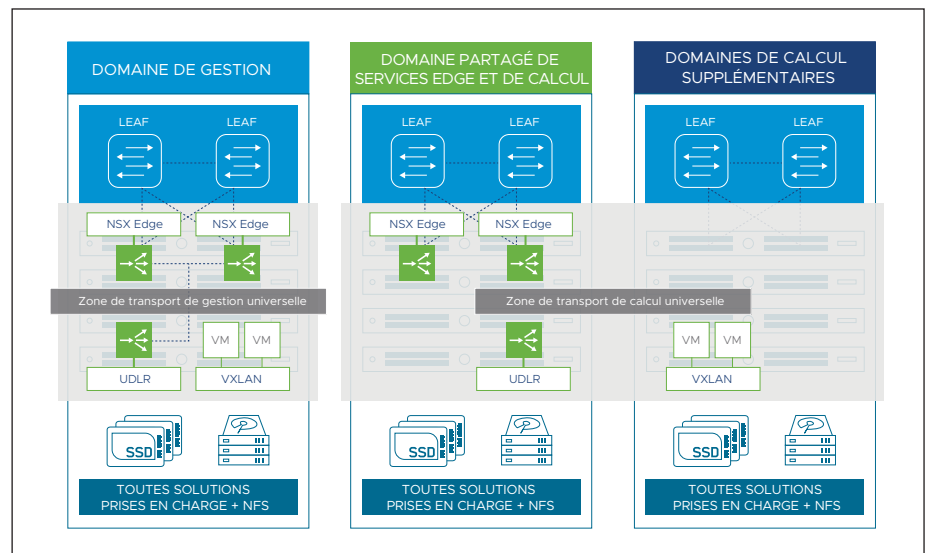 DOMAINE DE GESTION
DOMAINE PARTAGÉ DE
SERVICES EDGE ET DE CALCUL
DOMAINES DE CALCUL
SUPPLÉMENTAIRES
LEAF
LEAF
LEAF
LEAF
LEAF
LEAF
NSX Edge
NSX Edge
NSX Edge
NSX Edge
Zone de transport de gestion universelle
Zone de transport de calcul universelle
VM
VM
VM
VM
UDLR
VXLAN
UDLR
VXLAN
SSD
SSD
SSD
TOUTES SOLUTIONS
PRISES EN CHARGE + NFS
TOUTES SOLUTIONS
PRISES EN CHARGE + NFS
TOUTES SOLUTIONS
PRISES EN CHARGE + NFS